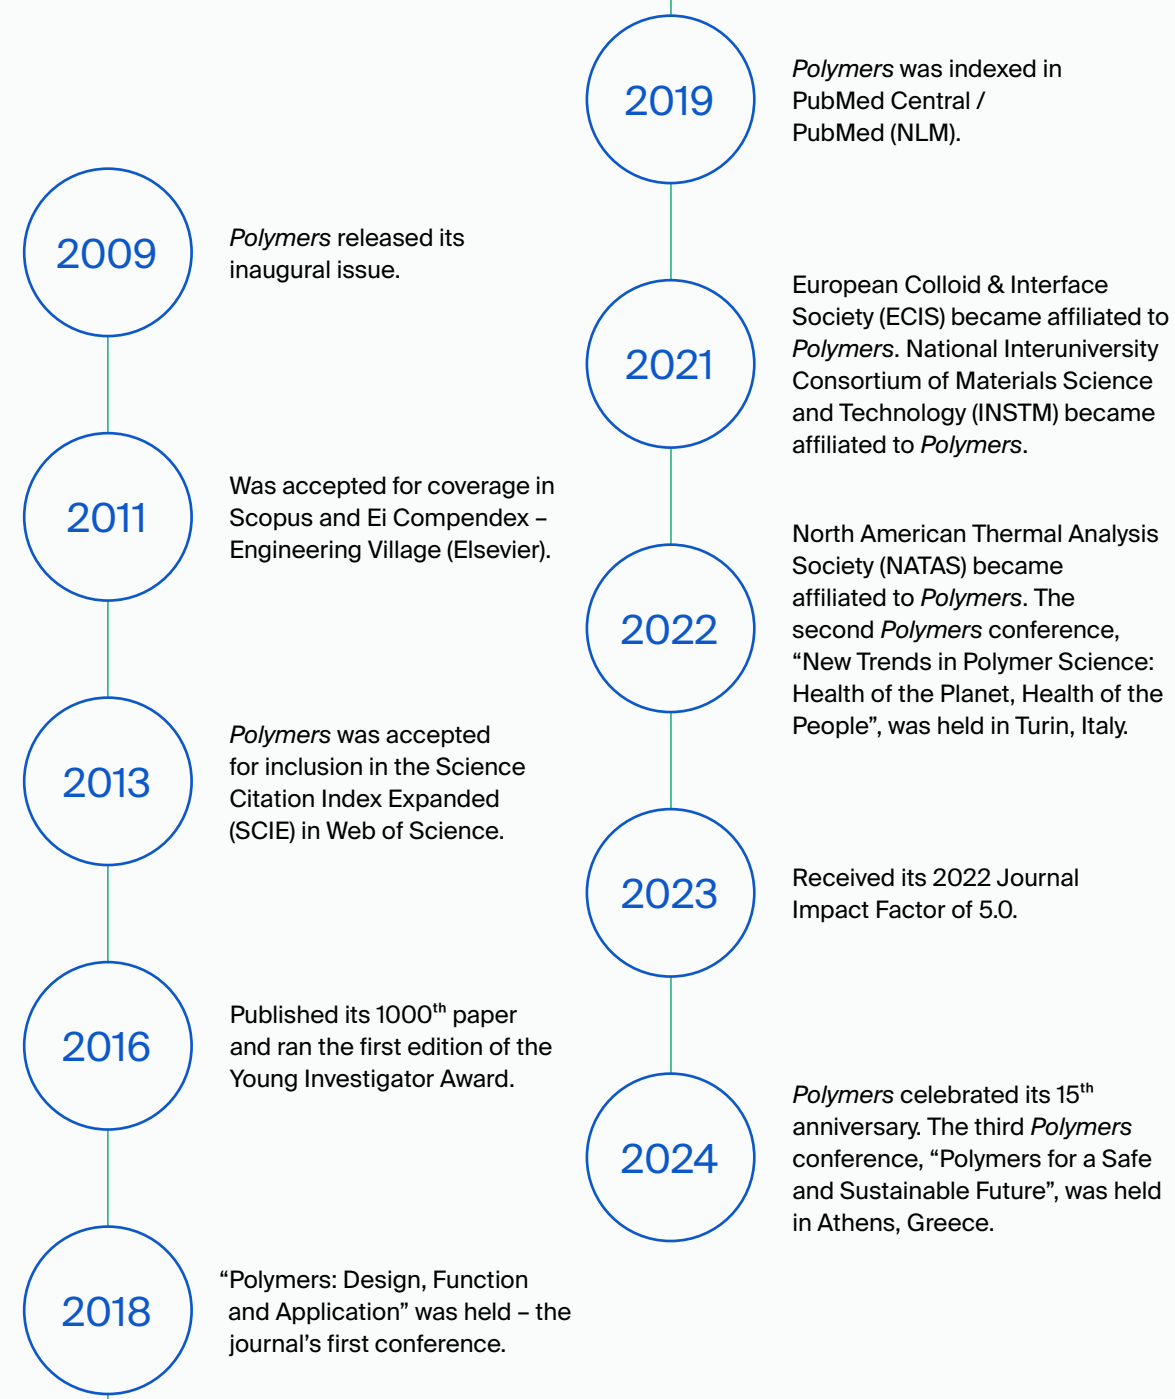 2009
Polymers released its
inaugural issue.
2011
Was accepted for coverage in
Scopus and Ei Compendex –
Engineering Village (Elsevier).
2013
Polymers was accepted
for inclusion in the Science
Citation Index Expanded
(SCIE) in Web of Science.
2016
Published its 1000th paper
and ran the first edition of the
Young Investigator Award.
2018
“Polymers: Design, Function
and Application” was held – the
journal’s first conference.
2019
Polymers was indexed in
PubMed Central /
PubMed (NLM).
2021
European Colloid & Interface
Society (ECIS) became affiliated to
Polymers. National Interuniversity
Consortium of Materials Science
and Technology (INSTM) became
affiliated to Polymers.
2022
North American Thermal Analysis
Society (NATAS) became
affiliated to Polymers. The
second Polymers conference,
“New Trends in Polymer Science:
Health of the Planet, Health of the
People”, was held in Turin, Italy.
2023
Received its 2022 Journal
Impact Factor of 5.0.
2024
Polymers celebrated its 15th
anniversary. The third Polymers
conference, “Polymers for a Safe
and Sustainable Future”, was held
in Athens, Greece.